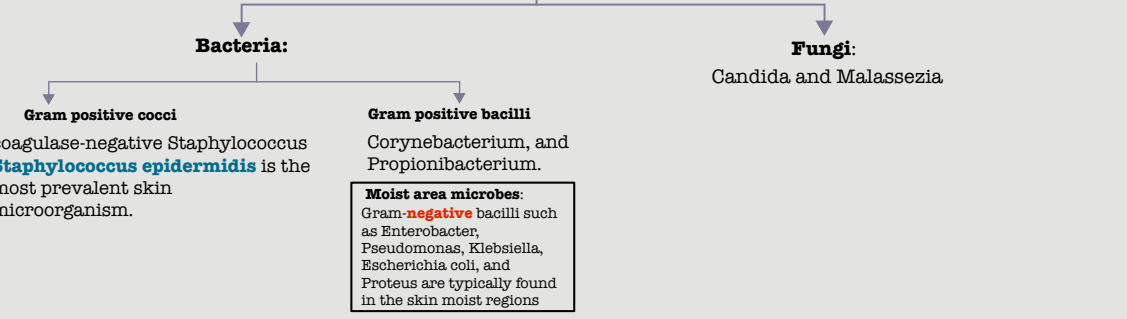 Bacteria:
Fungi:
Candida and Malassezia
Gram positive cocci
coagulase-negative Staphylococcus
Staphylococcus epidermidis is the
most prevalent skin
microorganism.
Gram positive bacilli
Corynebacterium, and
Propionibacterium.
Moist area microbes:
Gram-negative bacilli such
as Enterobacter,
Pseudomonas, Klebsiella,
Escherichia coli, and
Proteus are typically found
in the skin moist regions